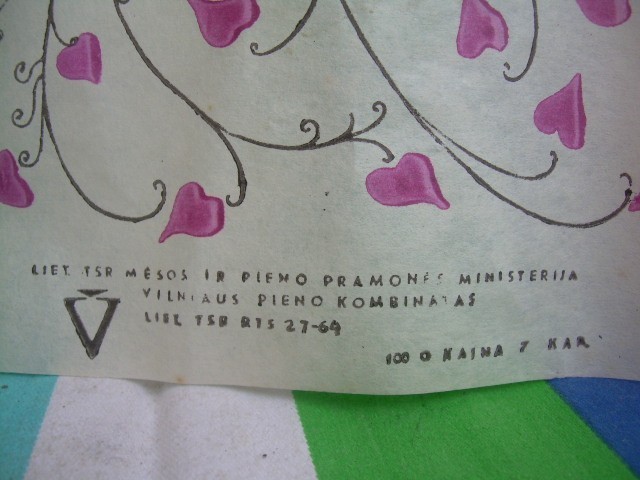 LIET. TSR MĖSOS IR PIENO PRAMONĖS MINISTERIJA
VILNIAUS PIENO KOMBINATAS
LIET. TSR RTS 27-64
100 G KAINA 7 KAP.